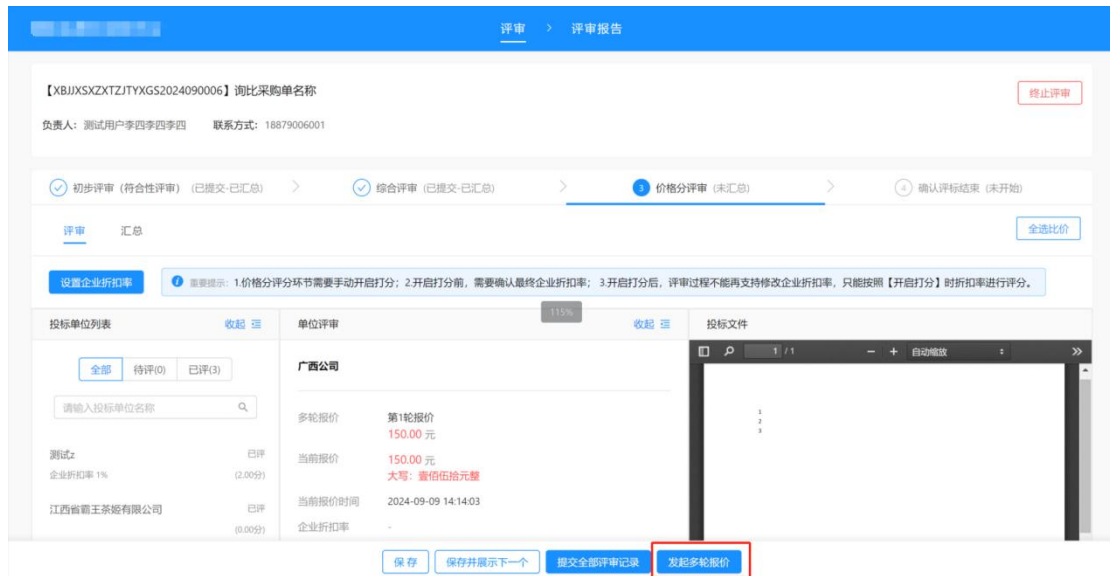 评审 > 评审报告
【XBJJXSXZXTZJTYXGS2024090006】询比采购单名称
终止评审
负责人：测试用户李四李四李四 联系方式：18879006001
初步评审（符合性评审）（已提交-已汇总） > 综合评审（已提交-已汇总） > 3 价格分评审（未汇总） > 4 确认评标结束（未开始）
评审 汇总 全选比价
设置企业折扣率 重要提示：1.价格分评分环节需要手动开启打分；2.开启打分前，需要确认最终企业折扣率；3.开启打分后，评审过程不能再支持修改企业折扣率，只能按照【开启打分】时折扣率进行评分。
115%
投标单位列表 收起 单位评审 收起 投标文件
全部 待评(0) 已评(3)
请输入投标单位名称
测试z 已评
企业折扣率 1% (2.00分)
江西省霸王茶姬有限公司 已评
(0.00分)
广西公司
多轮报价 第1轮报价
150.00 元
当前报价 150.00 元
大写：壹佰伍拾元整
当前报价时间 2024-09-09 14:14:03
企业折扣率 -
1 / 1 − + 自动缩放
1
2
3
保存 保存并展示下一个 提交全部评审记录 发起多轮报价